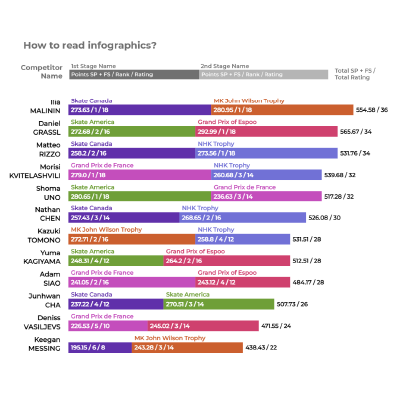 How to read infographics?
Competitor Name
1st Stage Name
2nd Stage Name
Points SP + FS / Rank / Rating
Points SP + FS / Rank / Rating
Total SP + FS / Total Rating
Ilia MALININ
Skate Canada
MK John Wilson Trophy
273.63 / 1 / 18
280.95 / 1 / 18
554.58 / 36
Daniel GRASSL
Skate America
Grand Prix of Espoo
272.68 / 2 / 16
292.99 / 1 / 18
565.67 / 34
Matteo RIZZO
Skate Canada
NHK Trophy
258.2 / 2 / 16
273.56 / 1 / 18
531.76 / 34
Morisi KVITELASHVILI
Grand Prix de France
NHK Trophy
279.0 / 1 / 18
260.68 / 3 / 14
539.68 / 32
Shoma UNO
Skate America
Grand Prix de France
280.65 / 1 / 18
236.63 / 3 / 14
517.28 / 32
Nathan CHEN
Skate Canada
NHK Trophy
257.43 / 3 / 14
268.65 / 2 / 16
526.08 / 30
Kazuki TOMONO
MK John Wilson Trophy
NHK Trophy
272.71 / 2 / 16
258.8 / 4 / 12
531.51 / 28
Yuma KAGIYAMA
Skate America
Grand Prix of Espoo
248.31 / 4 / 12
264.2 / 2 / 16
512.51 / 28
Adam SIAO
Grand Prix de France
Grand Prix of Espoo
241.05 / 2 / 16
243.12 / 4 / 12
484.17 / 28
Junhwan CHA
Skate Canada
Skate America
237.22 / 4 / 12
270.51 / 3 / 14
507.73 / 26
Deniss VASILJEVS
Grand Prix de France
226.53 / 5 / 10
245.02 / 3 / 14
471.55 / 24
Keegan MESSING
MK John Wilson Trophy
195.15 / 6 / 8
243.28 / 3 / 14
438.43 / 22